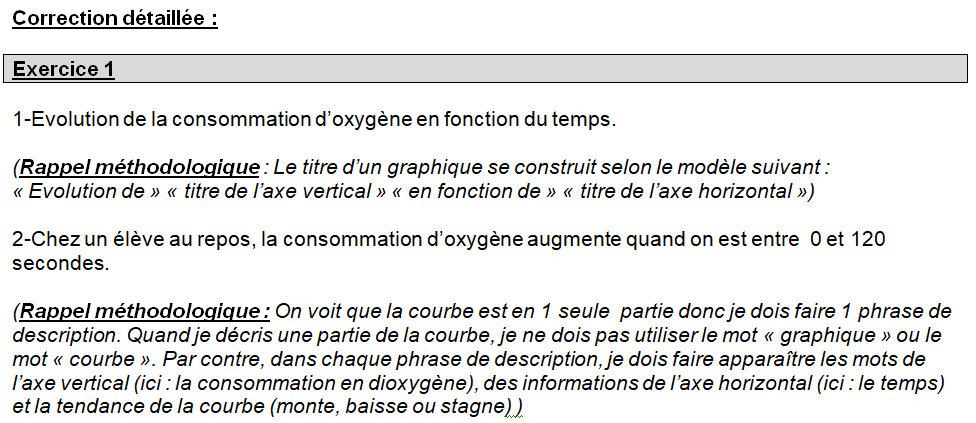 Correction détaillée :
Exercice 1
1-Evolution de la consommation d’oxygène en fonction du temps.
(Rappel méthodologique : Le titre d’un graphique se construit selon le modèle suivant :
« Evolution de » « titre de l’axe vertical » « en fonction de » « titre de l’axe horizontal »)
2-Chez un élève au repos, la consommation d’oxygène augmente quand on est entre  0 et 120
secondes.
(Rappel méthodologique : On voit que la courbe est en 1 seule  partie donc je dois faire 1 phrase de
description. Quand je décris une partie de la courbe, je ne dois pas utiliser le mot « graphique » ou le
mot « courbe ». Par contre, dans chaque phrase de description, je dois faire apparaître les mots de
l’axe vertical (ici : la consommation en dioxygène), des informations de l’axe horizontal (ici : le temps)
et la tendance de la courbe (monte, baisse ou stagne) )